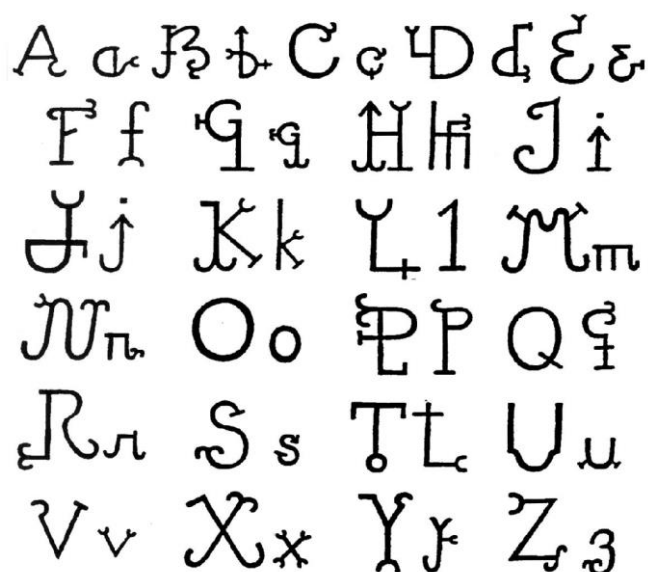 A a B b C c D d E e
F f G g H h I i
J j K k L l M m
N n O o P p Q q
R r S s T t U u
V v X x Y y Z z